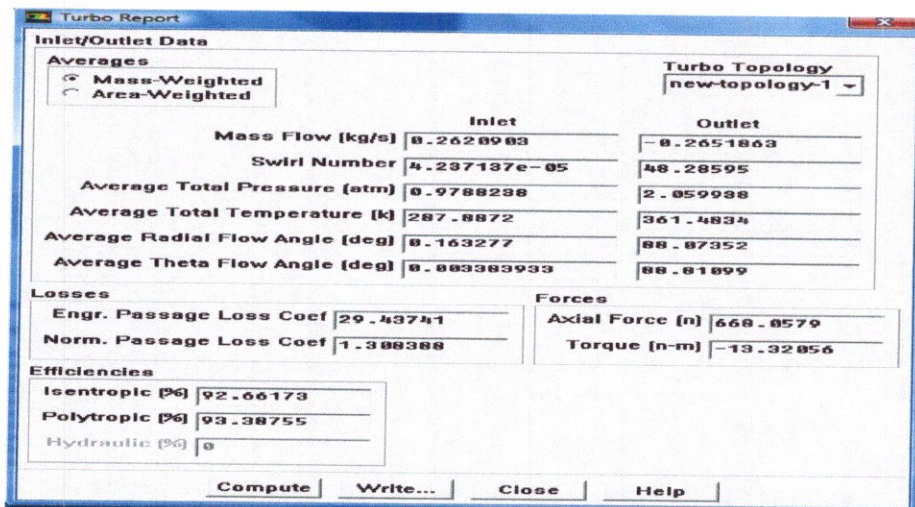 Turbo Report
Inlet/Outlet Data
Averages
Mass-Weighted
Area-Weighted
Turbo Topology
new-topology-1
Inlet Outlet
Mass Flow (kg/s) 0.2620903 -0.2651863
Swirl Number 4.237137e-05 48.28595
Average Total Pressure (atm) 0.9788238 2.059938
Average Total Temperature (k) 287.8872 361.4834
Average Radial Flow Angle (deg) 0.163277 88.07352
Average Theta Flow Angle (deg) 0.003383933 88.81099
Losses
Engr. Passage Loss Coef 29.43741
Norm. Passage Loss Coef 1.308388
Forces
Axial Force (n) 668.0579
Torque (n-m) -13.32056
Efficiencies
Isentropic (%) 92.66173
Polytropic (%) 93.38755
Hydraulic (%) 0
Compute Write... Close Help